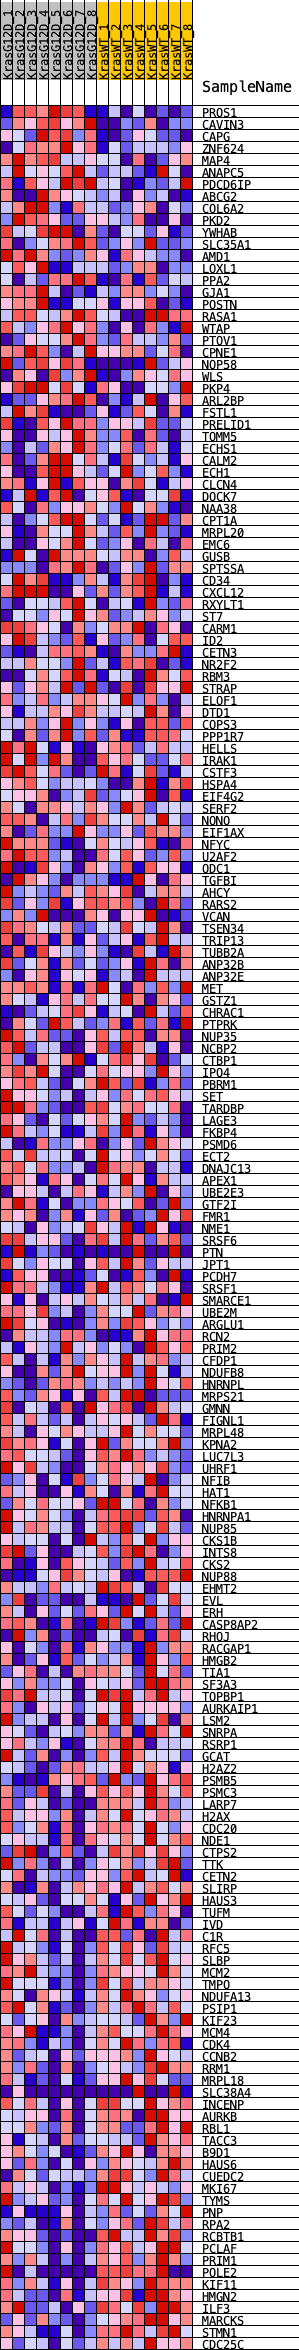 KrasG12D_1
KrasG12D_2
KrasG12D_3
KrasG12D_4
KrasG12D_5
KrasG12D_6
KrasG12D_7
KrasG12D_8
KrasWT_1
KrasWT_2
KrasWT_3
KrasWT_4
KrasWT_5
KrasWT_6
KrasWT_7
KrasWT_8
SampleName
PROS1
CAVIN3
CAPG
ZNF624
MAP4
ANAPC5
PDCD6IP
ABCG2
COL6A2
PKD2
YWHAB
SLC35A1
AMD1
LOXL1
PPA2
GJA1
POSTN
RASA1
WTAP
PTOV1
CPNE1
NOP58
WLS
PKP4
ARL2BP
FSTL1
PRELID1
TOMM5
ECHS1
CALM2
ECH1
CLCN4
DOCK7
NAA38
CPT1A
MRPL20
EMC6
GUSB
SPTSSA
CD34
CXCL12
RXYLT1
ST7
CARM1
ID2
CETN3
NR2F2
RBM3
STRAP
ELOF1
DTD1
COPS3
PPP1R7
HELLS
IRAK1
CSTF3
HSPA4
EIF4G2
SERF2
NONO
EIF1AX
NFYC
U2AF2
ODC1
TGFBI
AHCY
RARS2
VCAN
TSEN34
TRIP13
TUBB2A
ANP32B
ANP32E
MET
GSTZ1
CHRAC1
PTPRK
NUP35
NCBP2
CTBP1
IPO4
PBRM1
SET
TARDBP
LAGE3
FKBP4
PSMD6
ECT2
DNAJC13
APEX1
UBE2E3
GTF2I
FMR1
NME1
SRSF6
PTN
JPT1
PCDH7
SRSF1
SMARCE1
UBE2M
ARGLU1
RCN2
PRIM2
CFDP1
NDUFB8
HNRNPL
MRPS21
GMNN
FIGNL1
MRPL48
KPNA2
LUC7L3
UHRF1
NFIB
HAT1
NFKB1
HNRNPA1
NUP85
CKS1B
INTS8
CKS2
NUP88
EHMT2
EVL
ERH
CASP8AP2
RHOJ
RACGAP1
HMGB2
TIA1
SF3A3
TOPBP1
AURKAIP1
LSM2
SNRPA
RSRP1
GCAT
H2AZ2
PSMB5
PSMC3
LARP7
H2AX
CDC20
NDE1
CTPS2
TTK
CETN2
SLIRP
HAUS3
TUFM
IVD
C1R
RFC5
SLBP
MCM2
TMPO
NDUFA13
PSIP1
KIF23
MCM4
CDK4
CCNB2
RRM1
MRPL18
SLC38A4
INCENP
AURKB
RBL1
TACC3
B9D1
HAUS6
CUEDC2
MKI67
TYMS
PNP
RPA2
RCBTB1
PCLAF
PRIM1
POLE2
KIF11
HMGN2
ILF3
MARCKS
STMN1
CDC25C